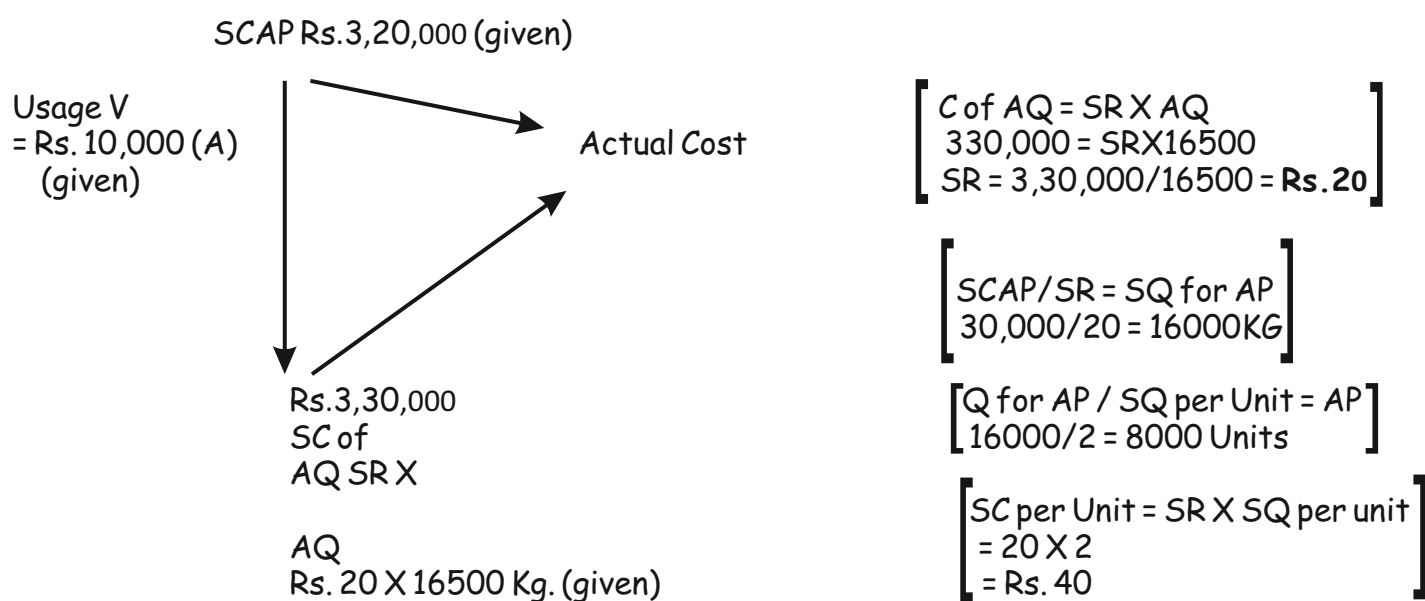 SCAP Rs.3,20,000 (given)
Usage V
= Rs. 10,000 (A)
(given)
Actual Cost
Rs.3,30,000
SC of
AQ SR X
AQ
Rs. 20 X 16500 Kg. (given)
C of AQ = SR X AQ
330,000 = SRX16500
SR = 3,30,000/16500 = Rs.20
SCAP/SR = SQ for AP
30,000/20 = 16000KG
Q for AP / SQ per Unit = AP
16000/2 = 8000 Units
SC per Unit = SR X SQ per unit
= 20 X 2
= Rs. 40